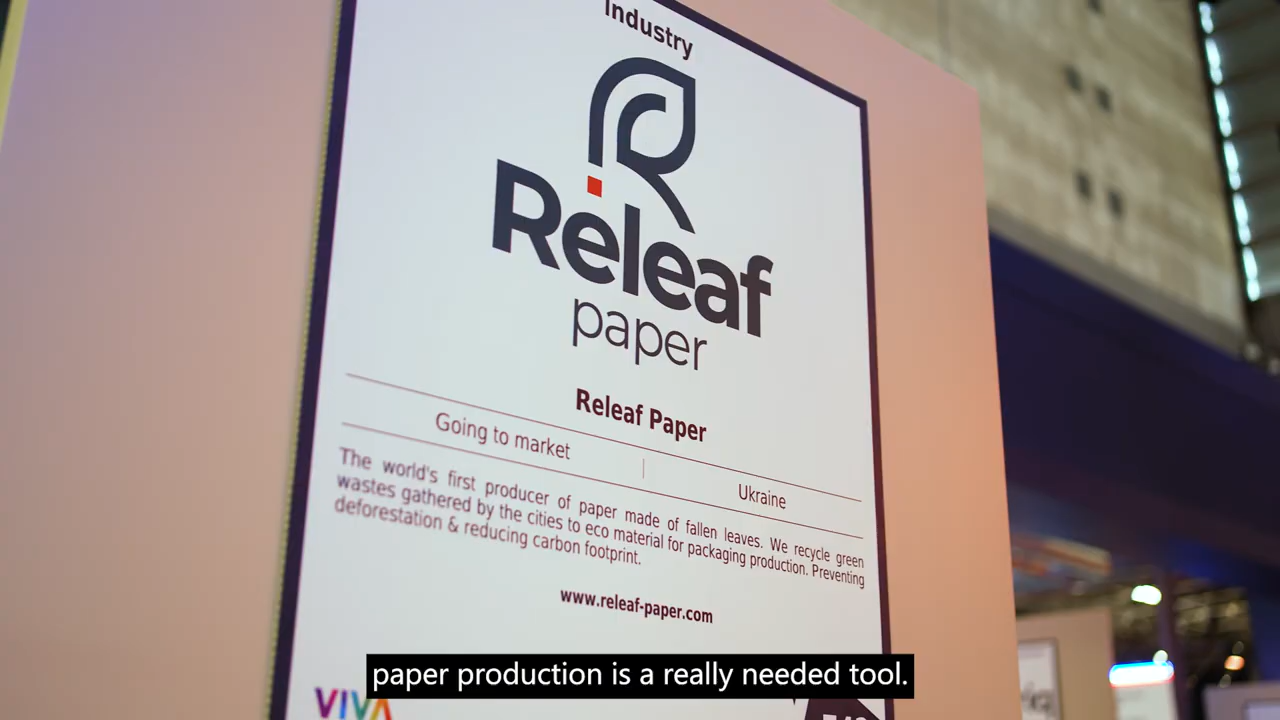 Industry
Releaf
paper
Releaf Paper
Going to market
Ukraine
The world's first producer of paper made of fallen leaves. We recycle green
wastes gathered by the cities to eco material for packaging production. Preventing
deforestation & reducing carbon footprint.
www.releaf-paper.com
VIVA
paper production is a really needed tool.